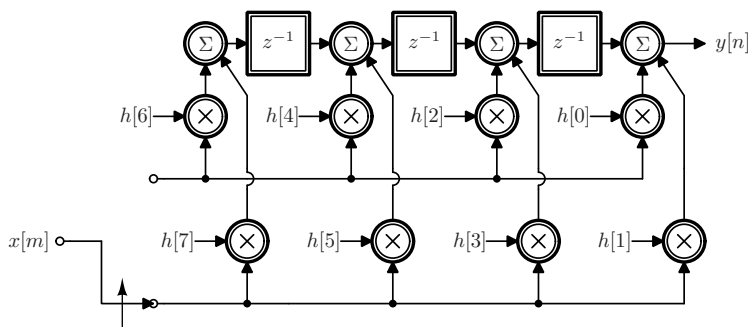 Σ z⁻¹ Σ z⁻¹ Σ z⁻¹ Σ y[n]
h[6] × h[4] × h[2] × h[0] ×
x[m] h[7] × h[5] × h[3] × h[1] ×